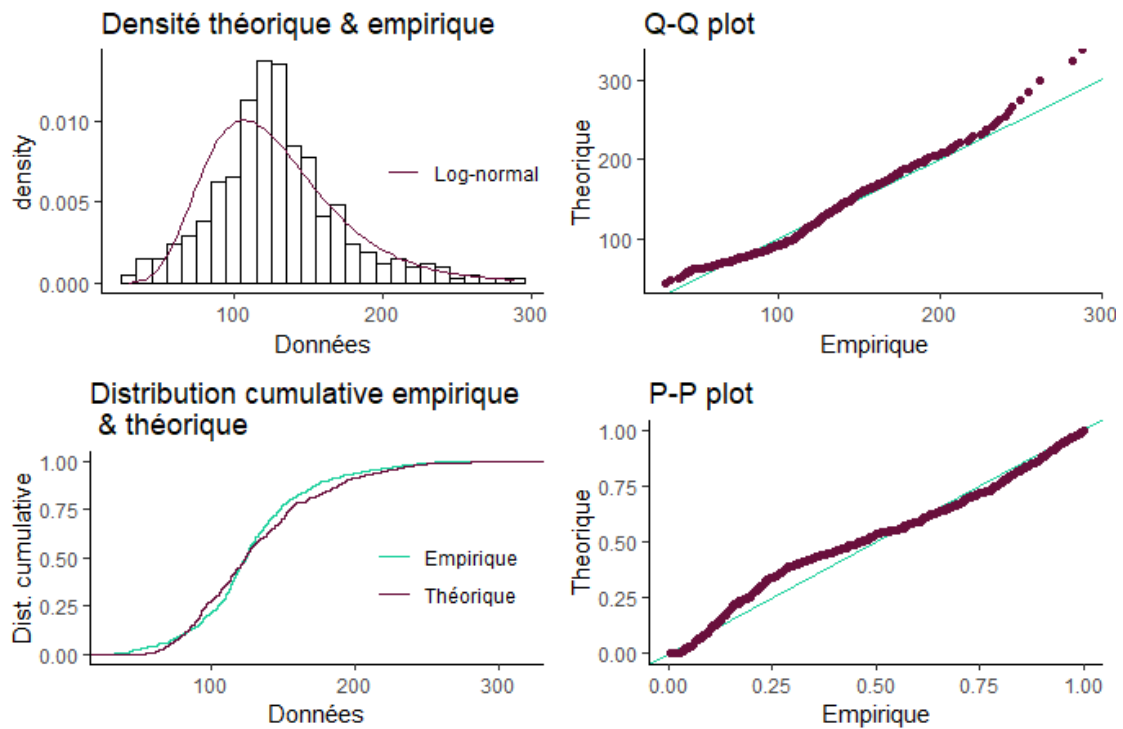 Densité théorique & empirique
density
0.010
0.005
0.000
Log-normal
100
200
300
Données
Q-Q plot
Theorique
300
200
100
100
200
300
Empirique
Distribution cumulative empirique
& théorique
Dist. cumulative
1.00
0.75
0.50
0.25
0.00
Empirique
Théorique
100
200
300
Données
P-P plot
Theorique
1.00
0.75
0.50
0.25
0.00
0.00
0.25
0.50
0.75
1.00
Empirique